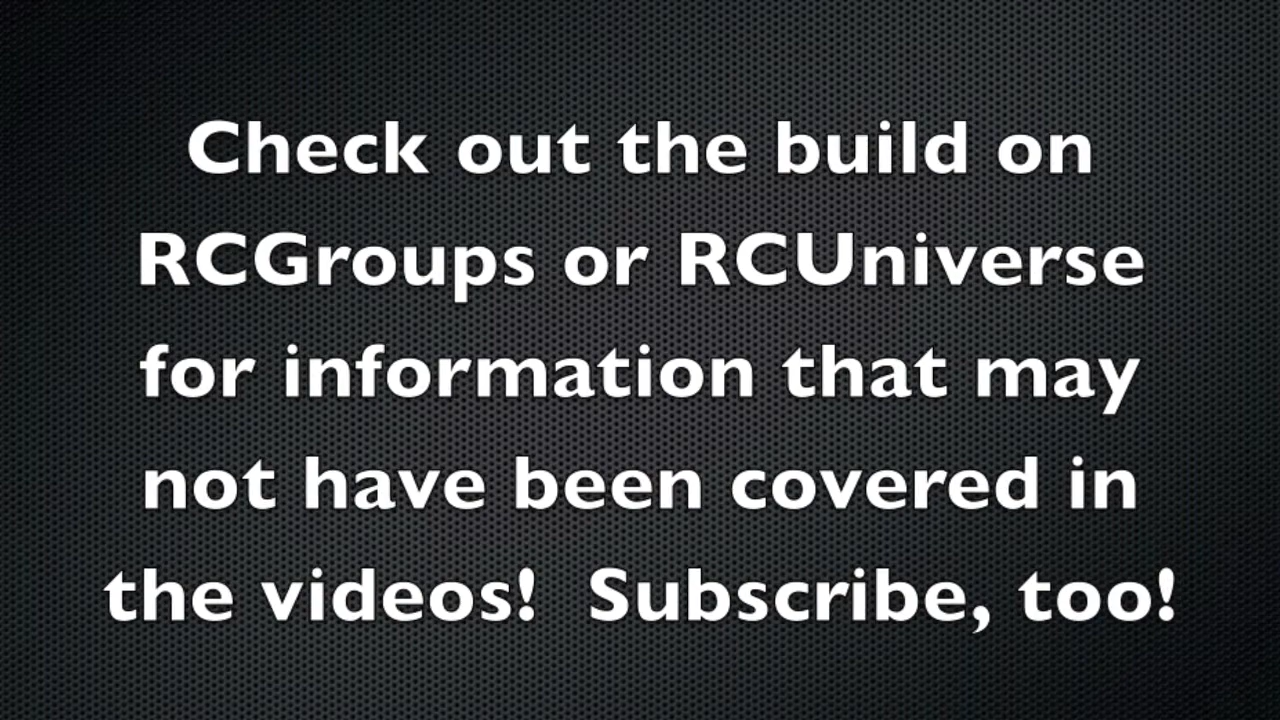 Check out the build on
RCGroups or RCUniverse
for information that may
not have been covered in
the videos!  Subscribe, too!